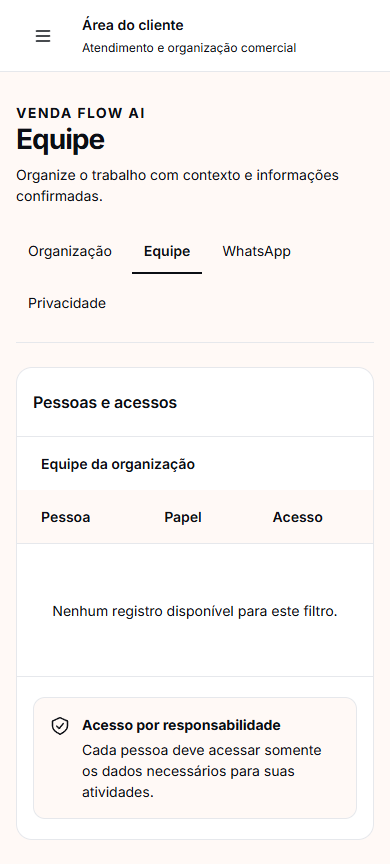 Área do cliente
Atendimento e organização comercial
VENDA FLOW AI
Equipe
Organize o trabalho com contexto e informações
confirmadas.
Organização Equipe WhatsApp
Privacidade
Pessoas e acessos
Equipe da organização
Pessoa Papel Acesso
Nenhum registro disponível para este filtro.
Acesso por responsabilidade
Cada pessoa deve acessar somente
os dados necessários para suas
atividades.